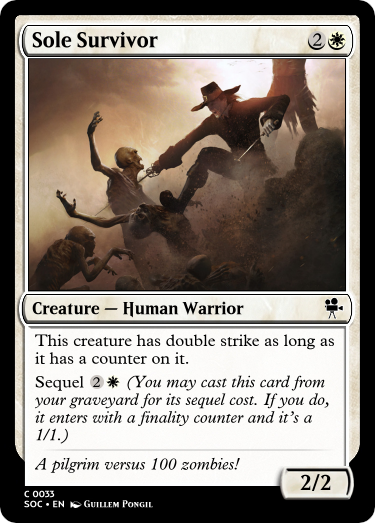 Sole Survivor 2
Creature — Human Warrior
This creature has double strike as long as
it has a counter on it.
Sequel 2 (You may cast this card from
your graveyard for its sequel cost. If you do,
it enters with a finality counter and it's a
1/1.)
A pilgrim versus 100 zombies!
2/2
C 0033
SOC • EN Guillem Pongil